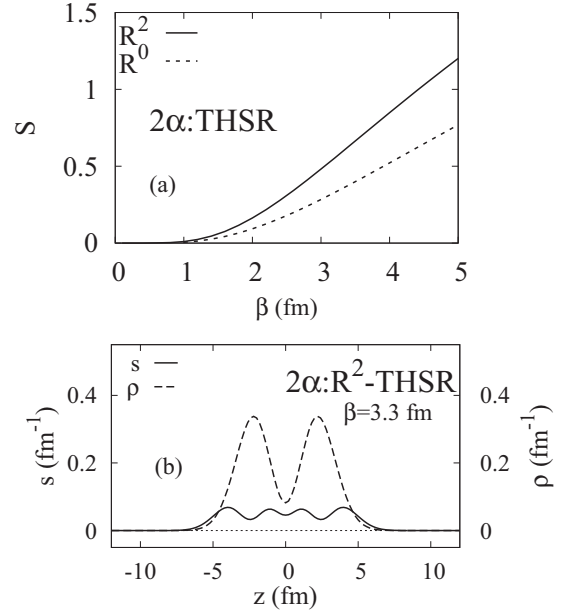 1.5
R²
R⁰
1
S
2α:THSR
0.5
(a)
0
0 1 2 3 4 5
β (fm)
s
ρ
2α:R²-THSR
β=3.3 fm
0.4 0.4
s (fm⁻¹) ρ (fm⁻¹)
0.2 0.2
(b)
0 0
-10 -5 0 5 10
z (fm)